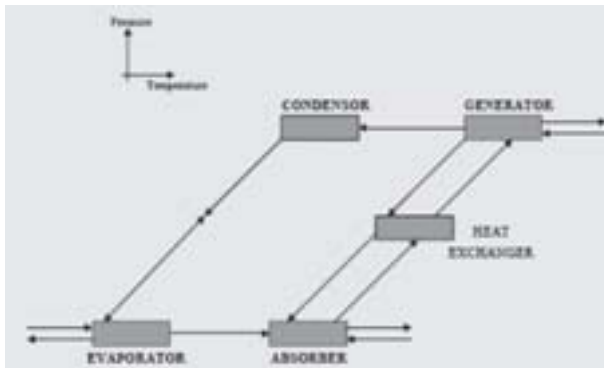 Pressure
Temperature
CONDENSOR
GENERATOR
HEAT
EXCHANGER
EVAPORATOR
ABSORBER